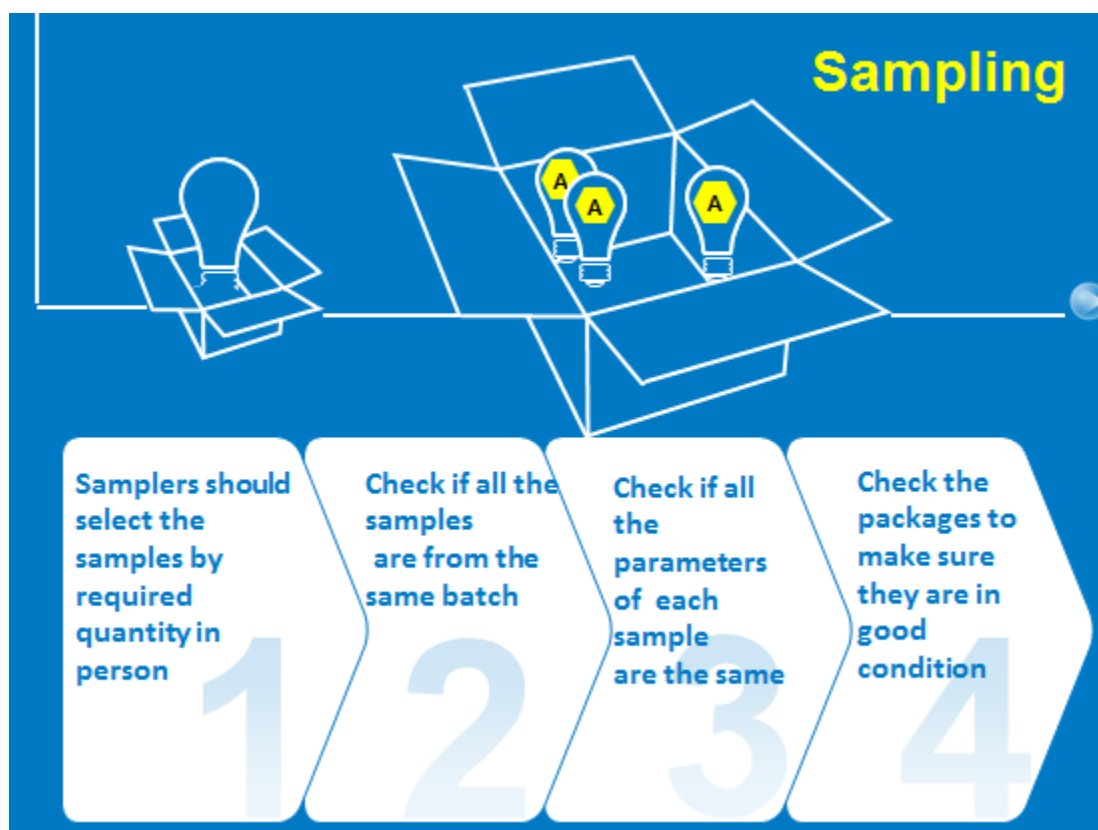 Sampling
A
A
A
Samplers should
select the
samples by
required
quantity in
person
1
Check if all the
samples
are from the
same batch
2
Check if all
the
parameters
of each
sample
are the same
3
Check the
packages to
make sure
they are in
good
condition
4